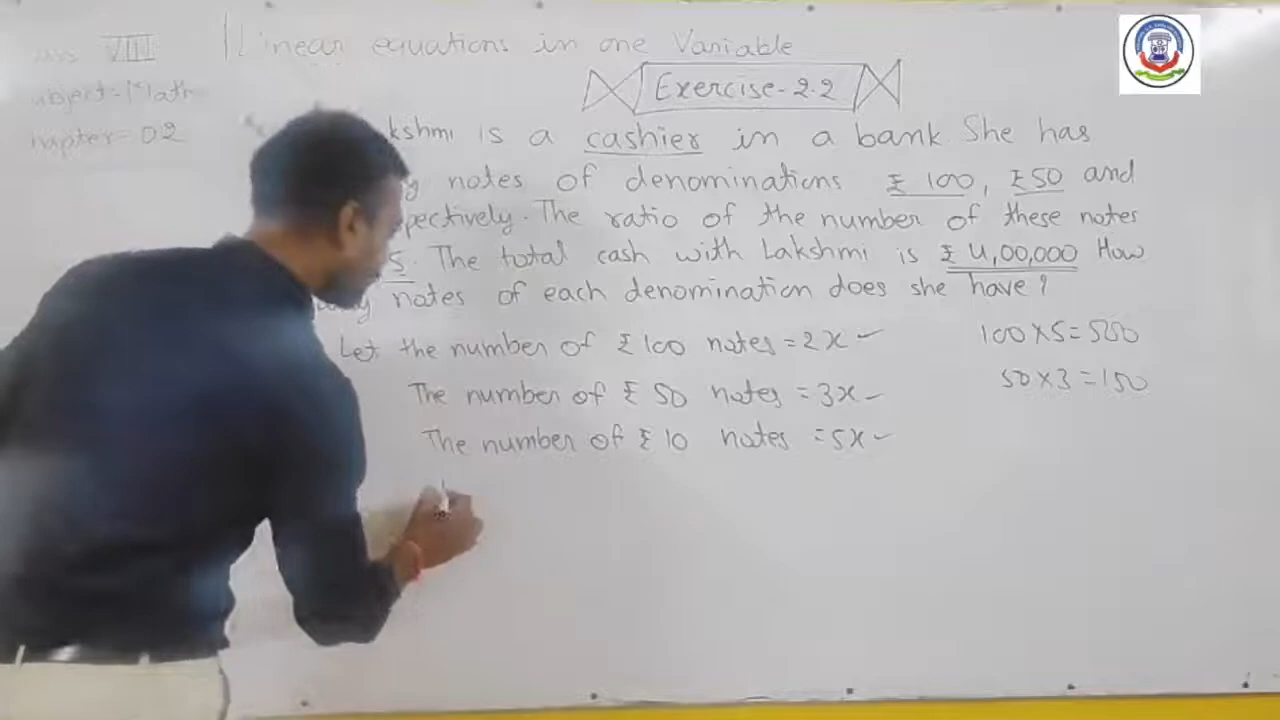 VIII
Linear equations in one Variable
Exercise-2.2
02
kshmi is a cashier in a bank. She has
notes of denominations ₹ 100, ₹50 and
pectively. The ratio of the number of these notes
5. The total cash with Lakshmi is ₹ 4,00,000 How
notes of each denomination does she have?
Let the number of ₹ 100 notes = 2x
100 x 5 = 500
The number of ₹ 50 notes = 3x
50 x 3 = 150
The number of ₹ 10 notes = 5x